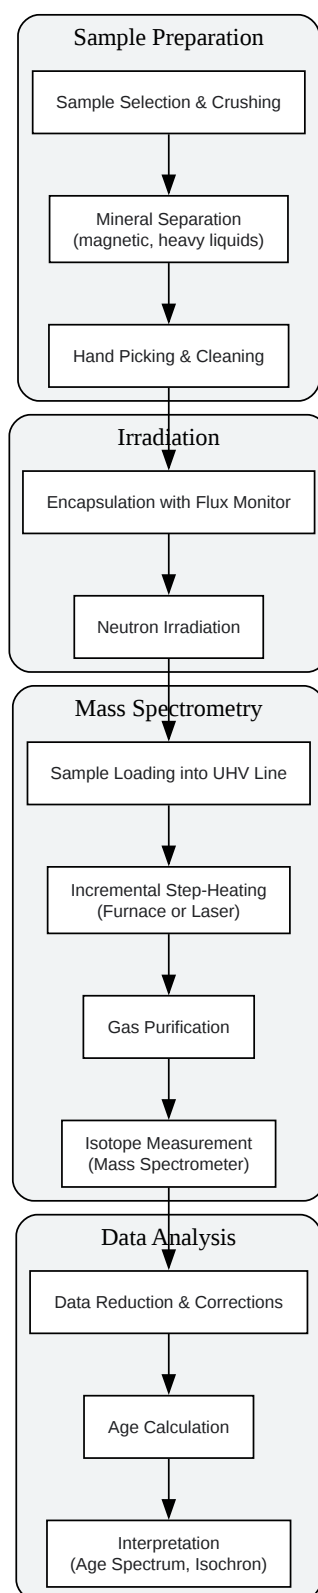 Sample Preparation
Sample Selection & Crushing
Mineral Separation
(magnetic, heavy liquids)
Hand Picking & Cleaning
Irradiation
Encapsulation with Flux Monitor
Neutron Irradiation
Mass Spectrometry
Sample Loading into UHV Line
Incremental Step-Heating
(Furnace or Laser)
Gas Purification
Isotope Measurement
(Mass Spectrometer)
Data Analysis
Data Reduction & Corrections
Age Calculation
Interpretation
(Age Spectrum, Isochron)